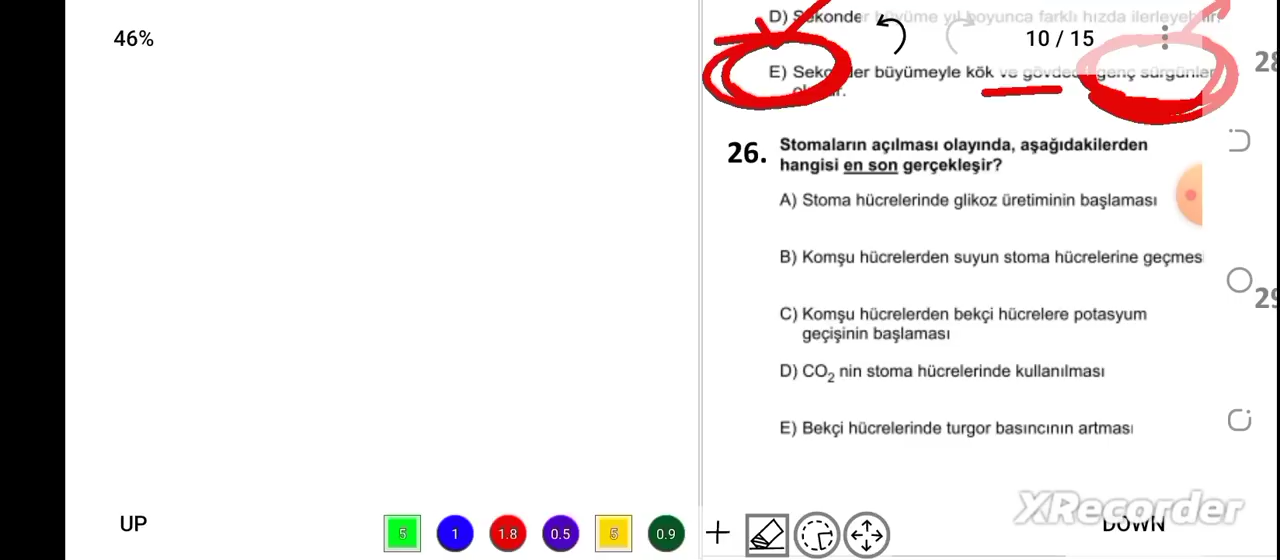 46%
D) Sekonder büyüme yıl boyunca farklı hızda ilerleyebilir.
10 / 15
28
E) Sekonder büyümeyle kök ve gövdede genç sürgünler
26. Stomaların açılması olayında, aşağıdakilerden
hangisi en son gerçekleşir?
A) Stoma hücrelerinde glikoz üretiminin başlaması
B) Komşu hücrelerden suyun stoma hücrelerine geçmes
29
C) Komşu hücrelerden bekçi hücrelere potasyum
geçişinin başlaması
D) CO₂ nin stoma hücrelerinde kullanılması
E) Bekçi hücrelerinde turgor basıncının artması
XRecorder
UP
5 1 1.8 0.5 5 0.9
DOWN